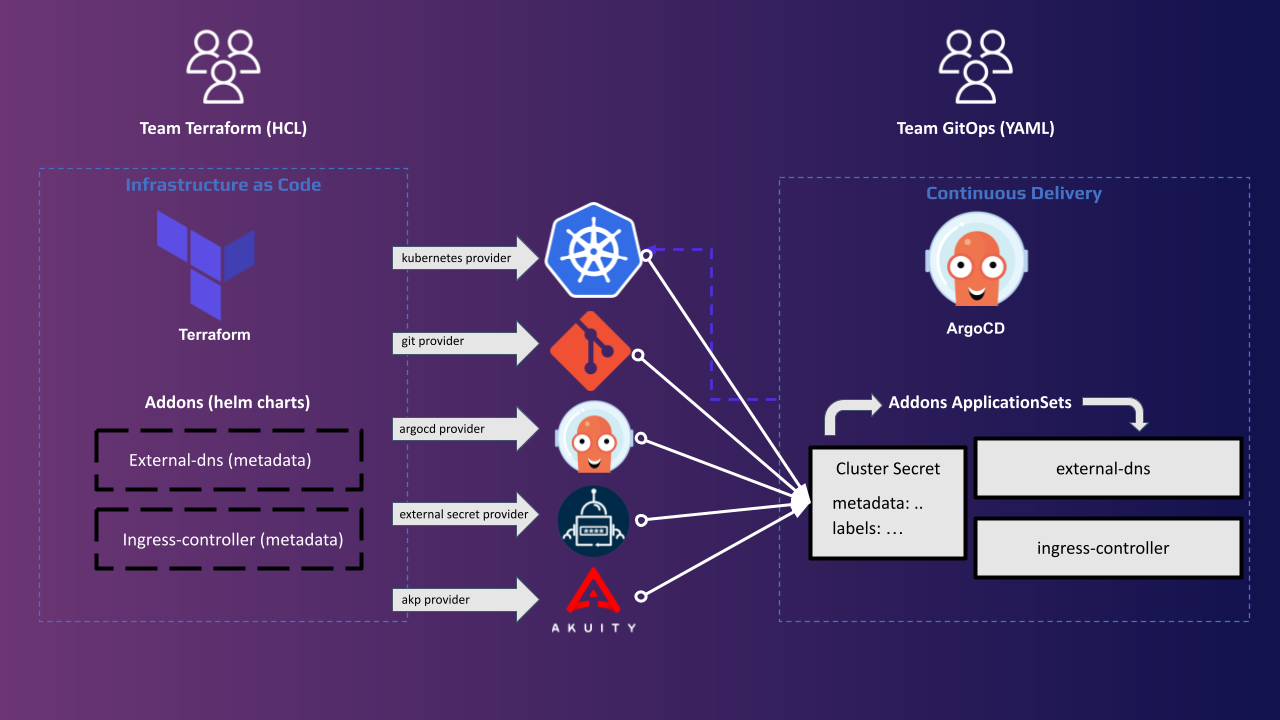 Team Terraform (HCL)
Team GitOps (YAML)
Infrastructure as Code
Terraform
Addons (helm charts)
External-dns (metadata)
Ingress-controller (metadata)
kubernetes provider
git provider
argocd provider
external secret provider
akp provider
****
AKUITY
Continuous Delivery
ArgoCD
Addons ApplicationSets
Cluster Secret
metadata: ..
labels: ...
external-dns
ingress-controller